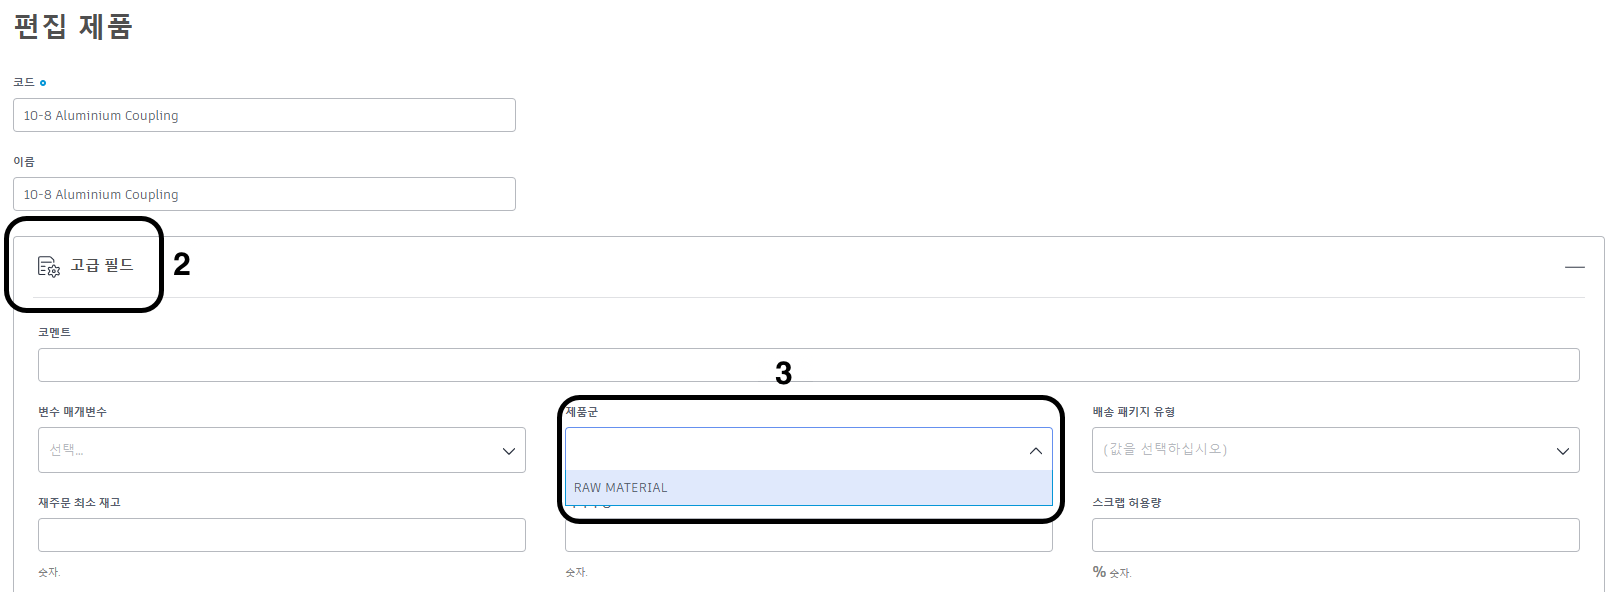 편집 제품
코드
10-8 Aluminium Coupling
이름
10-8 Aluminium Coupling
고급 필드
2
코멘트
3
변수 매개변수
선택...
제품군
RAW MATERIAL
배송 패키지 유형
(값을 선택하십시오)
재주문 최소 재고
스크랩 허용량
숫자.
숫자.
% 숫자.